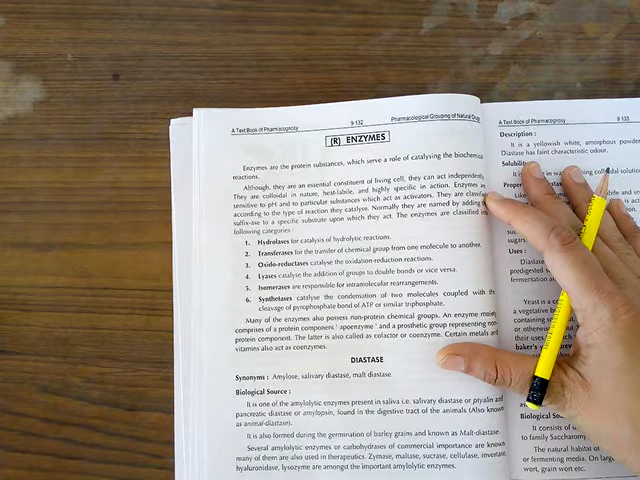 A Text Book of Pharmacognosy 9·132 Pharmacological Grouping of Natural Drugs
(R) ENZYMES
Enzymes are the protein substances, which serve a role of catalysing the biochemical
reactions.
Although, they are an essential constituent of living cell, they can act independently.
They are colloidal in nature, heat-labile, and highly specific in action. Enzymes are
sensitive to pH and to particular substances which act as activators. They are classified
according to the type of reaction they catalyse. Normally they are named by adding
suffix-ase to a specific substrate upon which they act. The enzymes are classified into
following categories :
1. Hydrolases for catalysis of hydrolytic reactions.
2. Transferases for the transfer of chemical group from one molecule to another.
3. Oxido-reductases catalyse the oxidation-reduction reactions.
4. Lyases catalyse the addition of groups to double bonds or vice versa.
5. Isomerases are responsible for intramolecular rearrangements.
6. Synthetases catalyse the condensation of two molecules coupled with the
cleavage of pyrophosphate bond of ATP or similar triphosphate.
Many of the enzymes also possess non-protein chemical groups. An enzyme
comprises of a protein component ' apoenzyme ' and a prosthetic group representing non-
protein component. The latter is also called as cofactor or coenzyme. Certain metals and
vitamins also act as coenzymes.
DIASTASE
Synonyms : Amylose, salivary diastase, malt diastase.
Biological Source :
It is one of the amylolytic enzymes present in saliva i.e. salivary diastase or ptyalin and
pancreatic diastase or amylopsin, found in the digestive tract of the animals (Also known
as animal-diastase).
It is also formed during the germination of barley grains and known as Malt-diastase.
Several amylolytic enzymes or carbohydrates of commercial importance are known
many of them are also used in therapeutics. Zymase, maltase, sucrase, cellulase, invertase,
hyaluronidase, lysozyme are amongst the important amylolytic enzymes.
A Text Book of Pharmacognosy 9·133
Description :
It is a yellowish white, amorphous powder
Diastase has faint characteristic odour.
Solubility
in colloidal solution
sugars.
Uses :
Diastase
predigested
fermentation
Yeast is a
a vegetative
containing
or otherwise
their uses
baker's
Biological
It consists of
to family Saccharomy
The natural habitat
or fermenting media. On large
wort, grain wort etc.